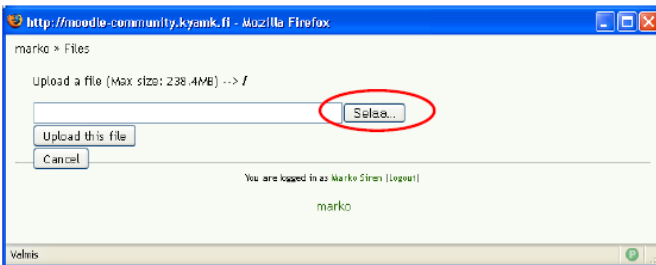 http://moodle-community.kyamk.fi - Mozilla Firefox
marko » Files
Upload a file (Max size: 238.4MB) --> /
Selaa...
Upload this file
Cancel
You are logged in as Marko Siren (Logout)
marko
Valmis